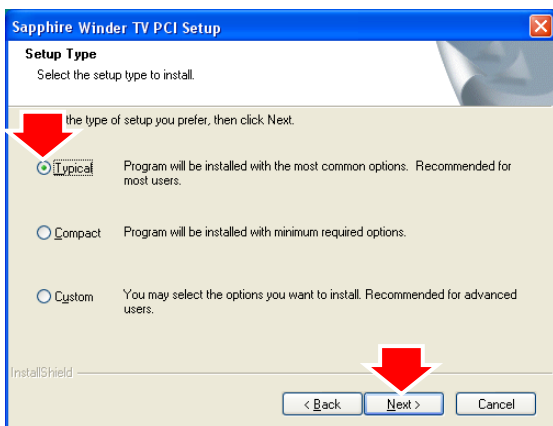 Sapphire Winder TV PCI Setup
Setup Type
Select the setup type to install.
the type of setup you prefer, then click Next.
Typical
Program will be installed with the most common options. Recommended for
most users.
Compact
Program will be installed with minimum required options.
Custom
You may select the options you want to install. Recommended for advanced
users.
InstallShield
< Back
Next >
Cancel